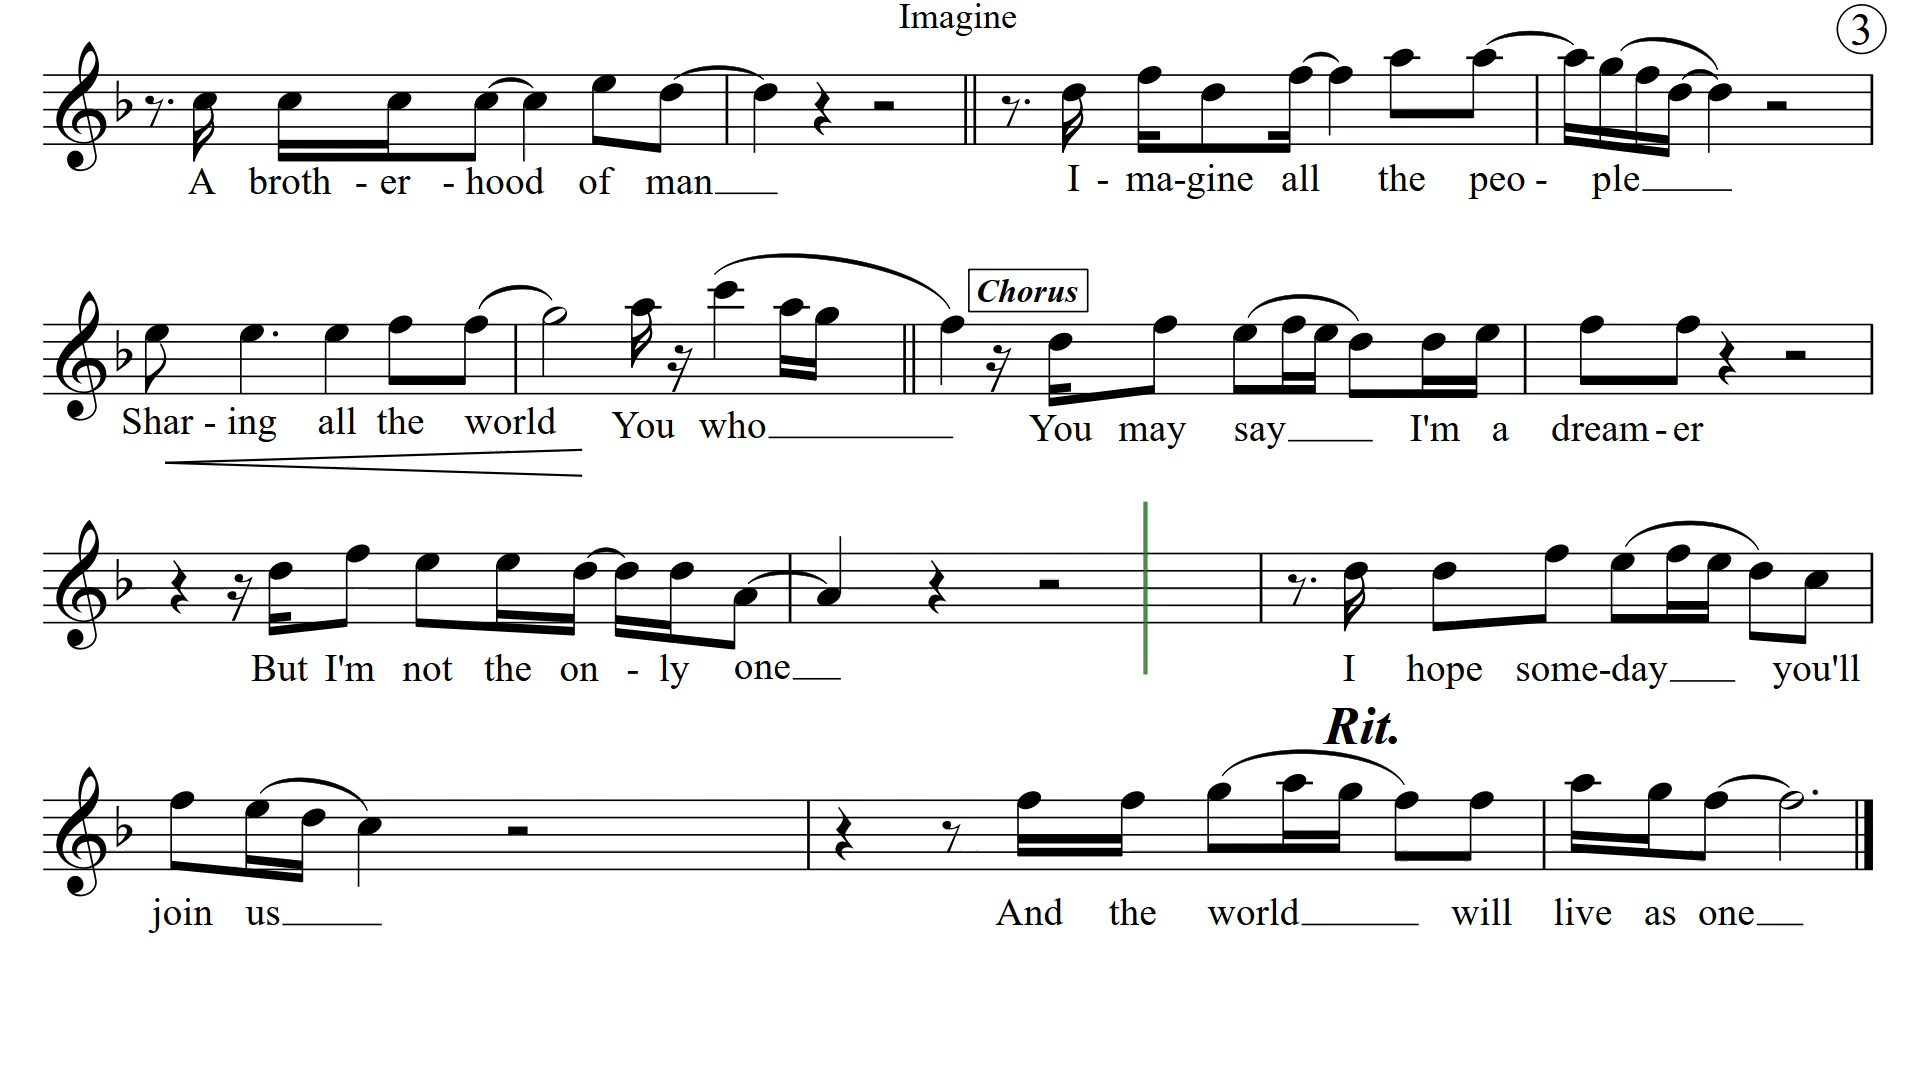 Imagine
3
A broth - er - hood of man I - ma-gine all the peo - ple
Chorus
Shar - ing all the world You who You may say I'm a dream - er
But I'm not the on - ly one I hope some-day you'll
Rit.
join us And the world will live as one